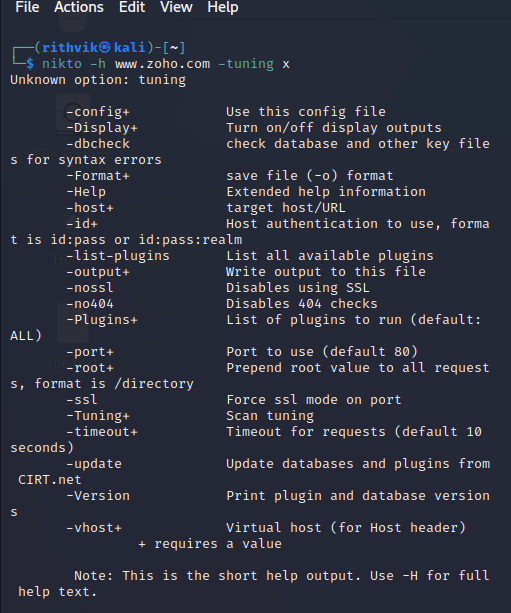 File Actions Edit View Help
┌──(rithvik㉿kali)-[~]
└─$ nikto -h www.zoho.com -tuning x
Unknown option: tuning
-config+ Use this config file
-Display+ Turn on/off display outputs
-dbcheck check database and other key file
s for syntax errors
-Format+ save file (-o) format
-Help Extended help information
-host+ target host/URL
-id+ Host authentication to use, forma
t is id:pass or id:pass:realm
-list-plugins List all available plugins
-output+ Write output to this file
-nossl Disables using SSL
-no404 Disables 404 checks
-Plugins+ List of plugins to run (default:
ALL)
-port+ Port to use (default 80)
-root+ Prepend root value to all request
s, format is /directory
-ssl Force ssl mode on port
-Tuning+ Scan tuning
-timeout+ Timeout for requests (default 10
seconds)
-update Update databases and plugins from
CIRT.net
-Version Print plugin and database version
s
-vhost+ Virtual host (for Host header)
+ requires a value
Note: This is the short help output. Use -H for full
help text.